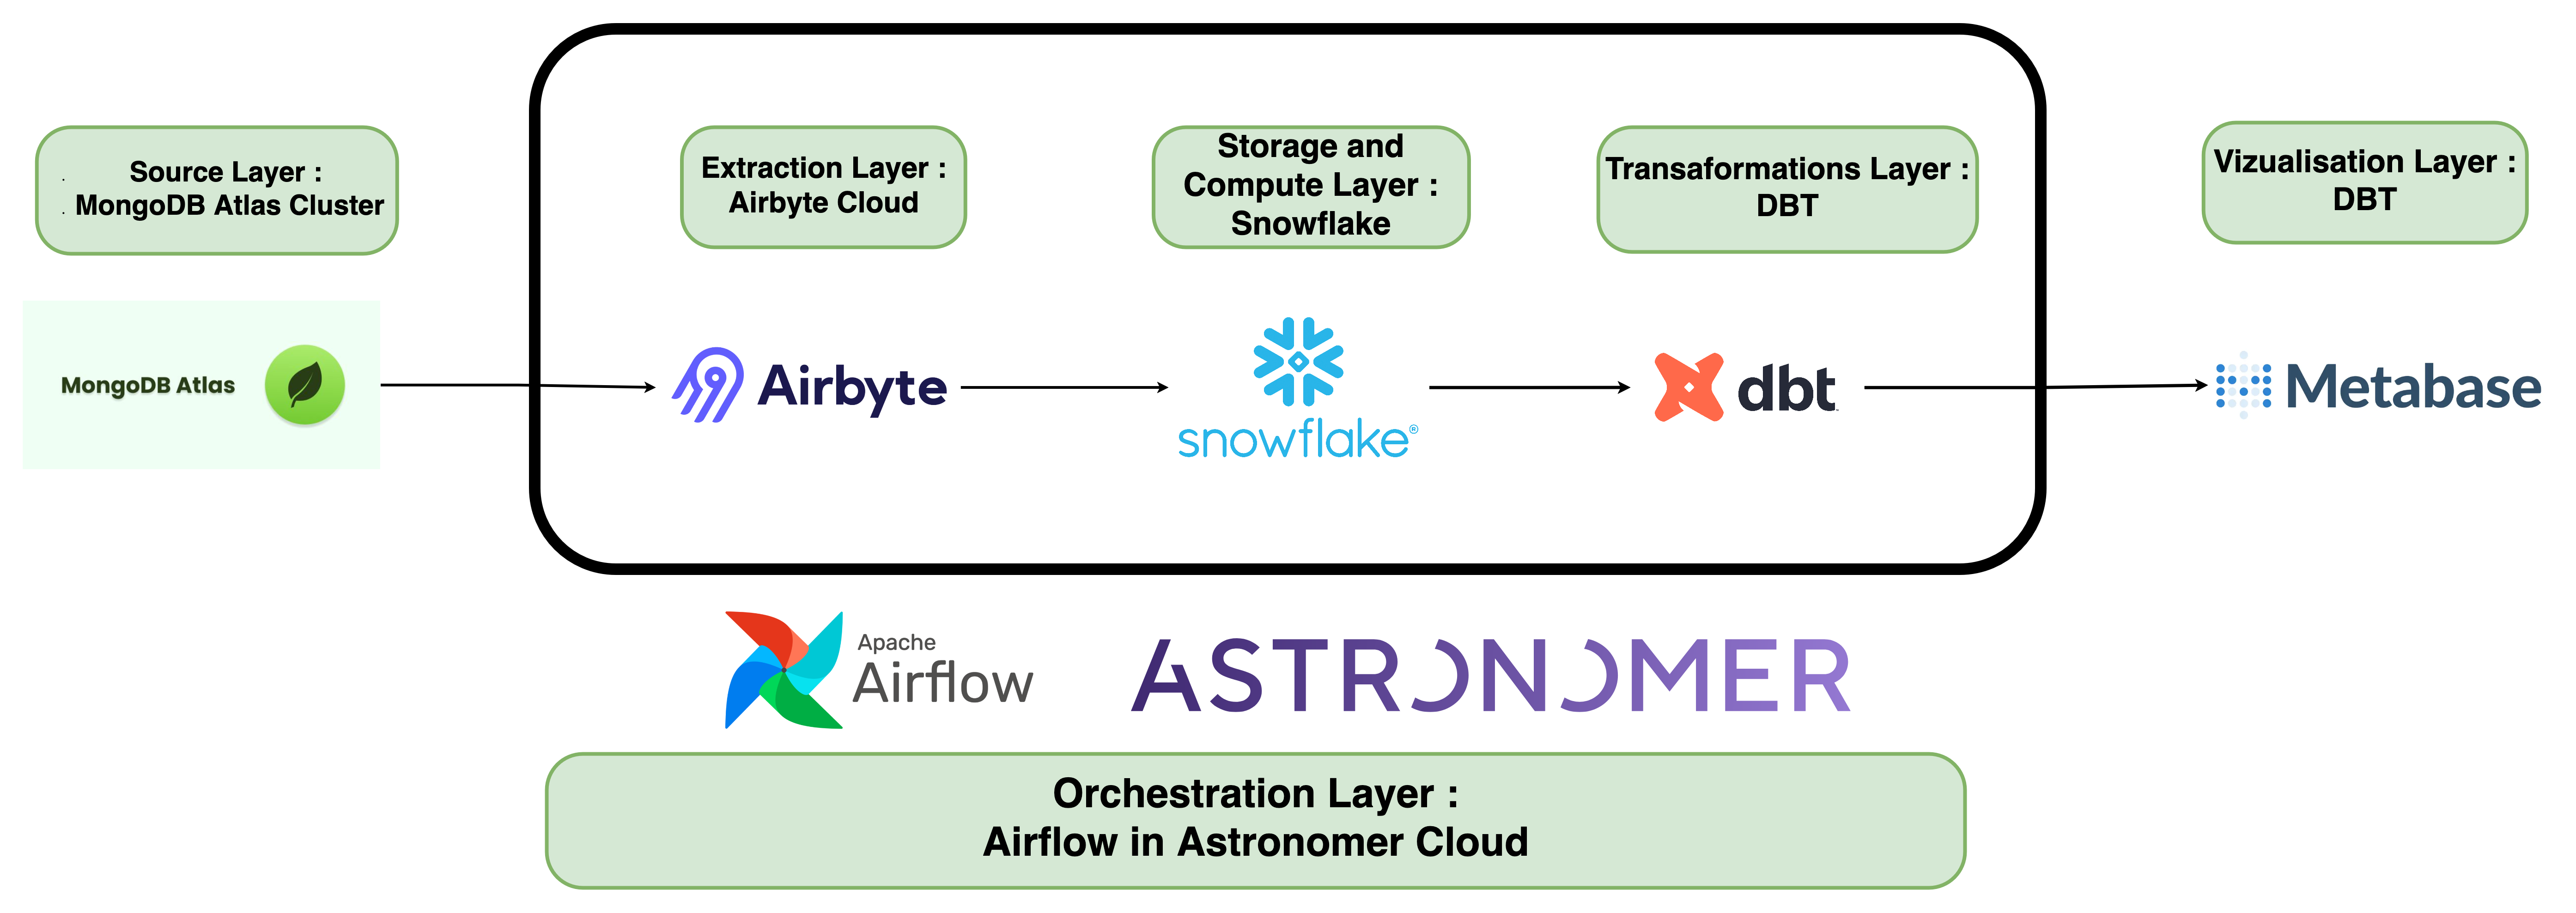 Source Layer :
MongoDB Atlas Cluster
Extraction Layer :
Airbyte Cloud
Storage and
Compute Layer :
Snowflake
Transaformations Layer :
DBT
Vizualisation Layer :
DBT
MongoDB Atlas
Airbyte
snowflake®
dbt
Metabase
Apache
Airflow
ASTRONOMER
Orchestration Layer :
Airflow in Astronomer Cloud